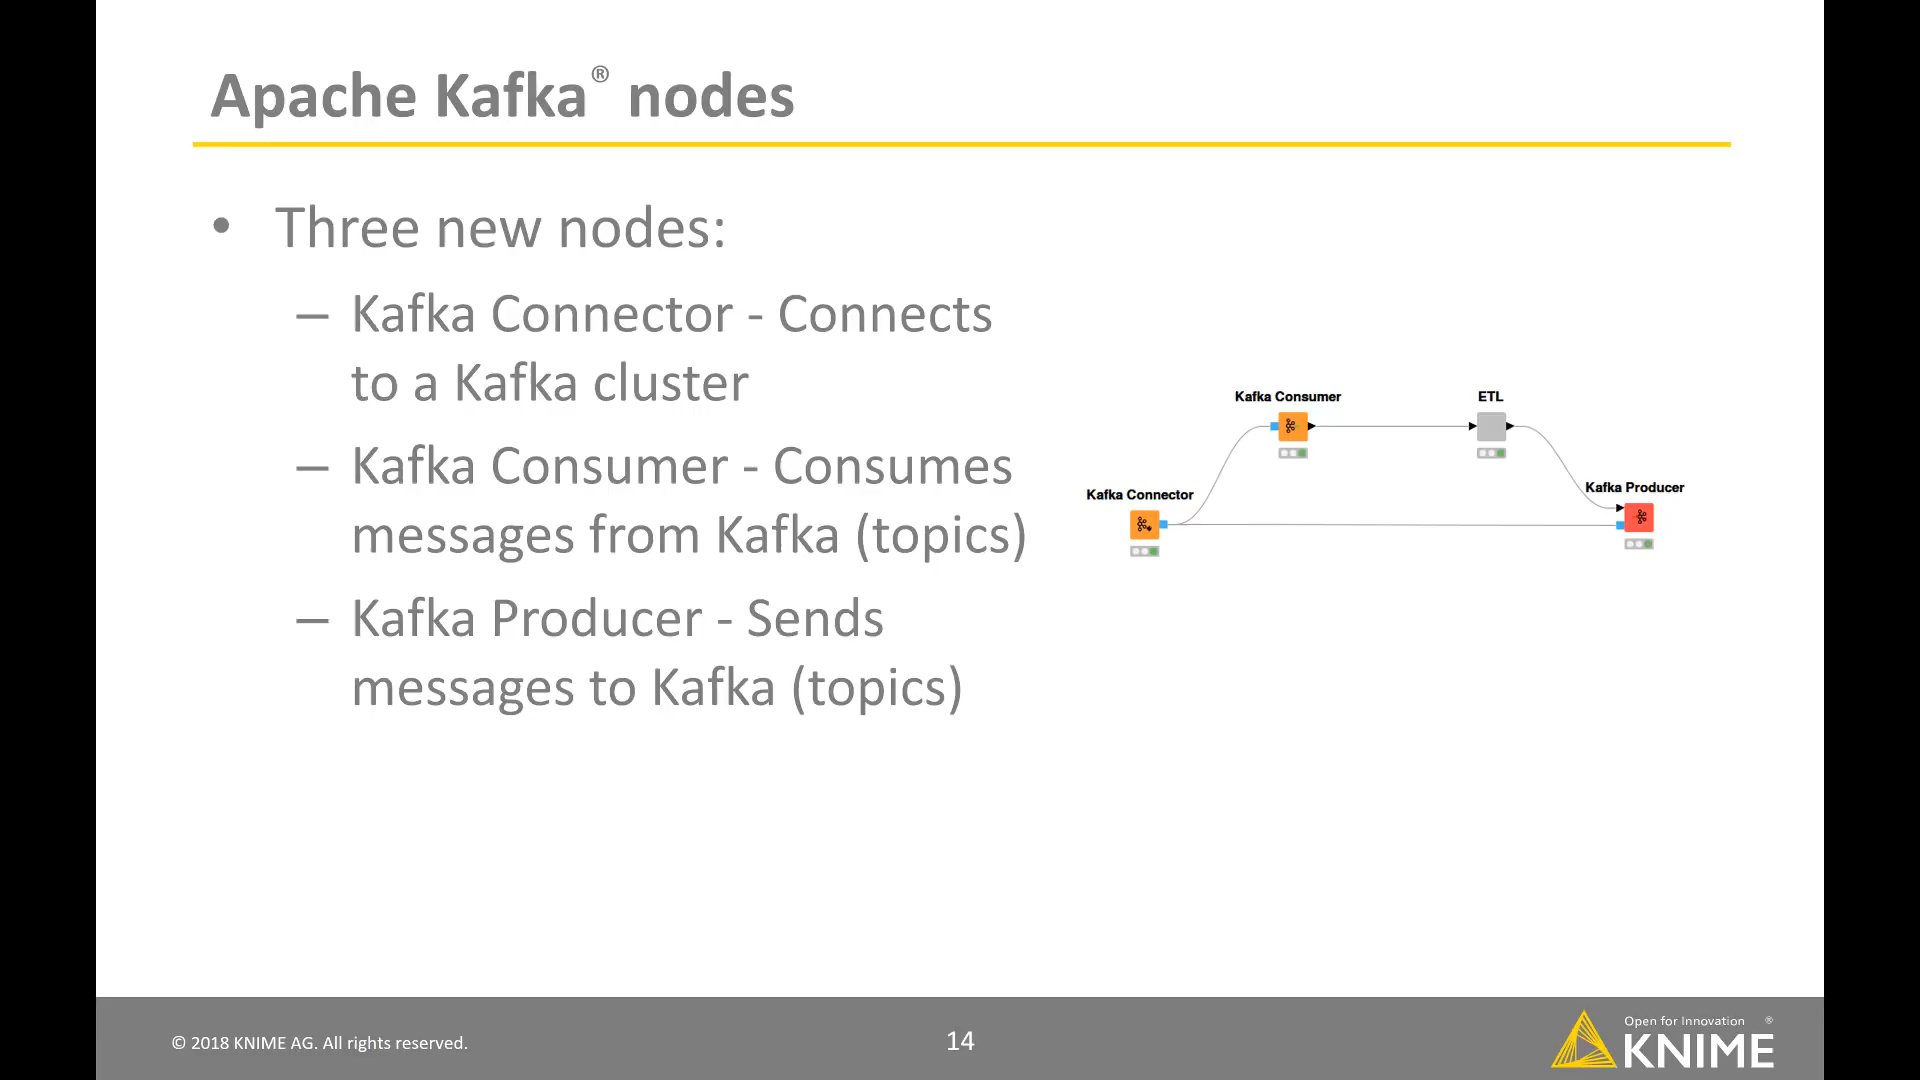 Apache Kafka® nodes
• Three new nodes:
– Kafka Connector - Connects
to a Kafka cluster
– Kafka Consumer - Consumes
messages from Kafka (topics)
– Kafka Producer - Sends
messages to Kafka (topics)
Kafka Consumer
ETL
Kafka Connector
Kafka Producer
© 2018 KNIME AG. All rights reserved.
14
Open for Innovation ®
KNIME